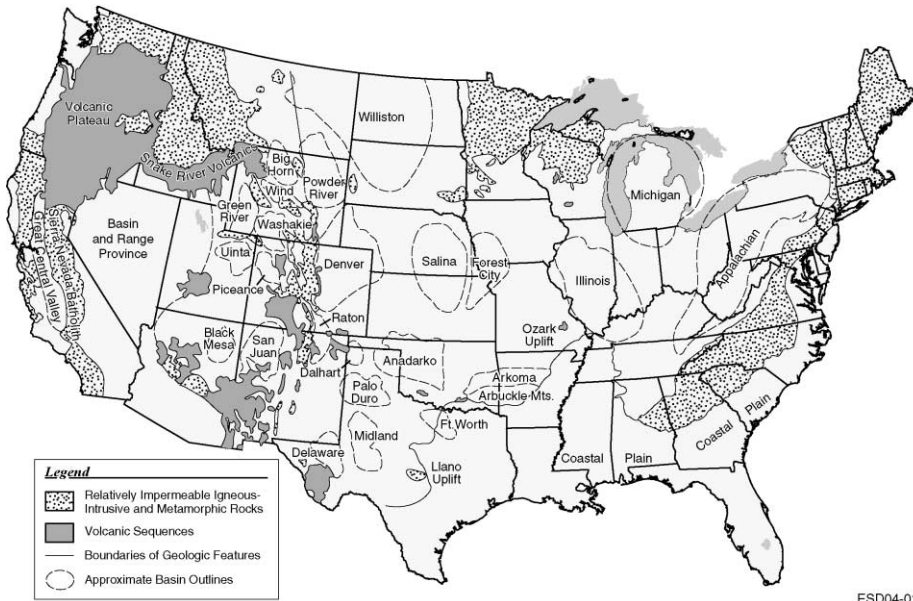 Volcanic
Plateau
Snake River Volcanics
Williston
Big
Horn
Wind
Powder
River
Green
River
Washakie
Michigan
Basin
and Range
Province
Great Central Valley
Sierra Nevada Batholith
Uinta
Piceance
Denver
Salina
Forest
City
Illinois
Appalachian
Raton
Black
Mesa
San
Juan
Dalhart
Anadarko
Palo
Duro
Ozark
Uplift
Arkoma
Arbuckle Mts.
Midland
Ft.Worth
Delaware
Llano
Uplift
Coastal
Plain
Coastal
Plain
Legend
Relatively Impermeable Igneous-
Intrusive and Metamorphic Rocks
Volcanic Sequences
Boundaries of Geologic Features
Approximate Basin Outlines